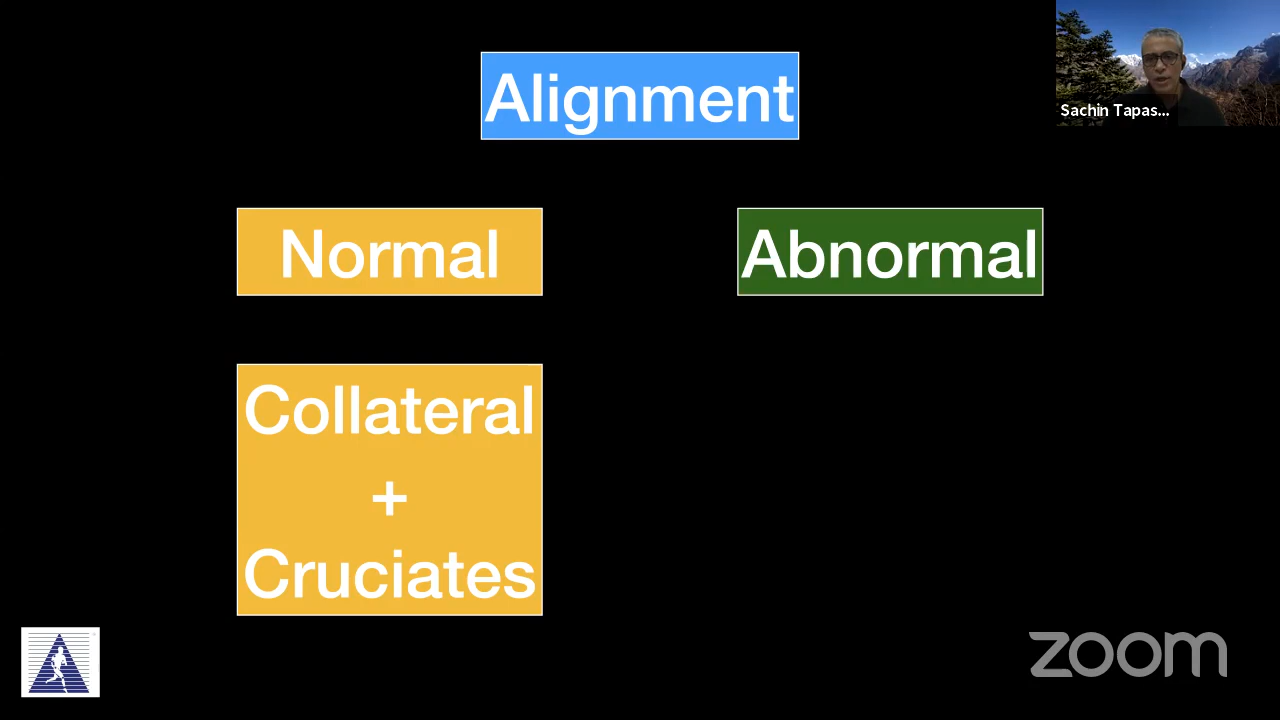 Alignment
Sachin Tapas...
Normal
Abnormal
Collateral
+
Cruciates
zoom